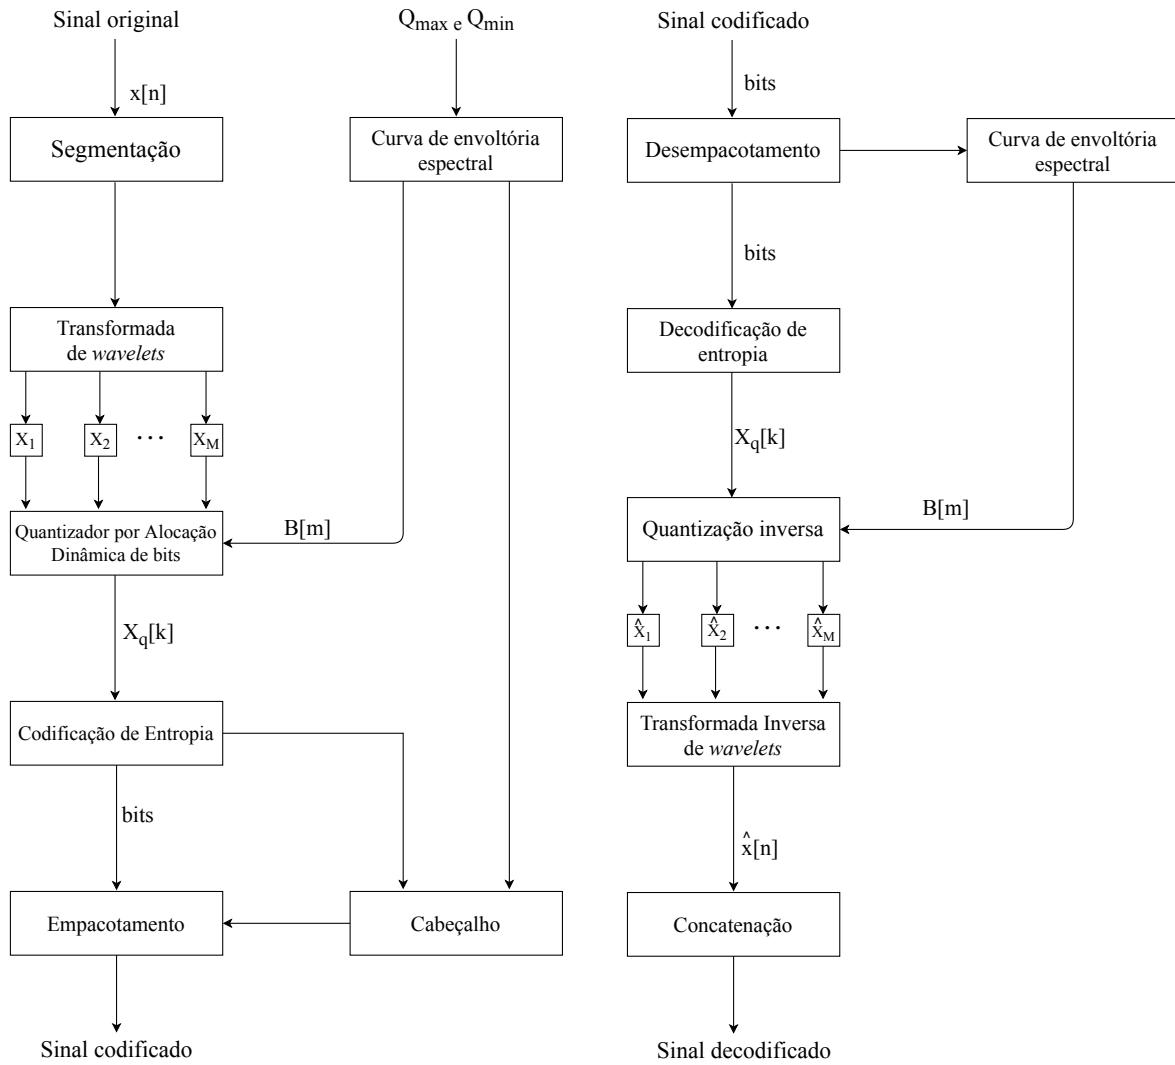 Sinal original
x[n]
Segmentação
Transformada
de wavelets
X1
X2
...
XM
Quantizador por Alocação
Dinâmica de bits
Xq[k]
Codificação de Entropia
bits
Empacotamento
Sinal codificado
Qmax e Qmin
Curva de envoltória
espectral
B[m]
Cabeçalho
Sinal codificado
bits
Desempacotamento
Curva de envoltória
espectral
bits
Decodificação de
entropia
Xq[k]
B[m]
Quantização inversa
X̂1
X̂2
...
X̂M
Transformada Inversa
de wavelets
x̂[n]
Concatenação
Sinal decodificado